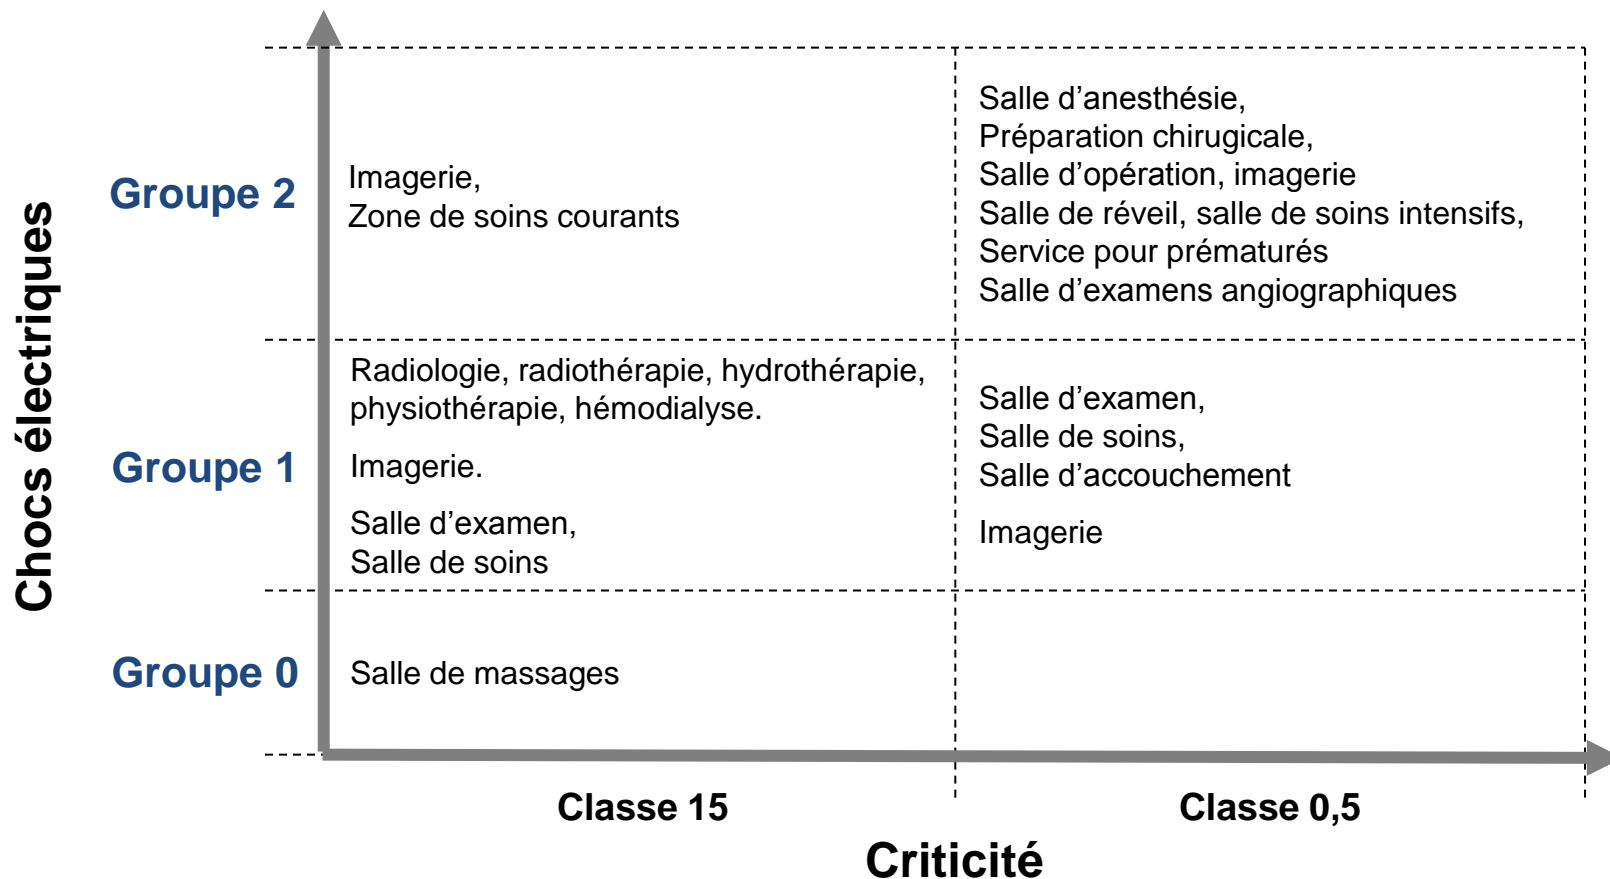 Chocs électriques
Groupe 2
Imagerie,
Zone de soins courants
Salle d’anesthésie,
Préparation chirugicale,
Salle d’opération, imagerie
Salle de réveil, salle de soins intensifs,
Service pour prématurés
Salle d’examens angiographiques
Groupe 1
Radiologie, radiothérapie, hydrothérapie,
physiothérapie, hémodialyse.
Imagerie.
Salle d’examen,
Salle de soins
Salle d’examen,
Salle de soins,
Salle d’accouchement
Imagerie
Groupe 0
Salle de massages
Classe 15
Classe 0,5
Criticité